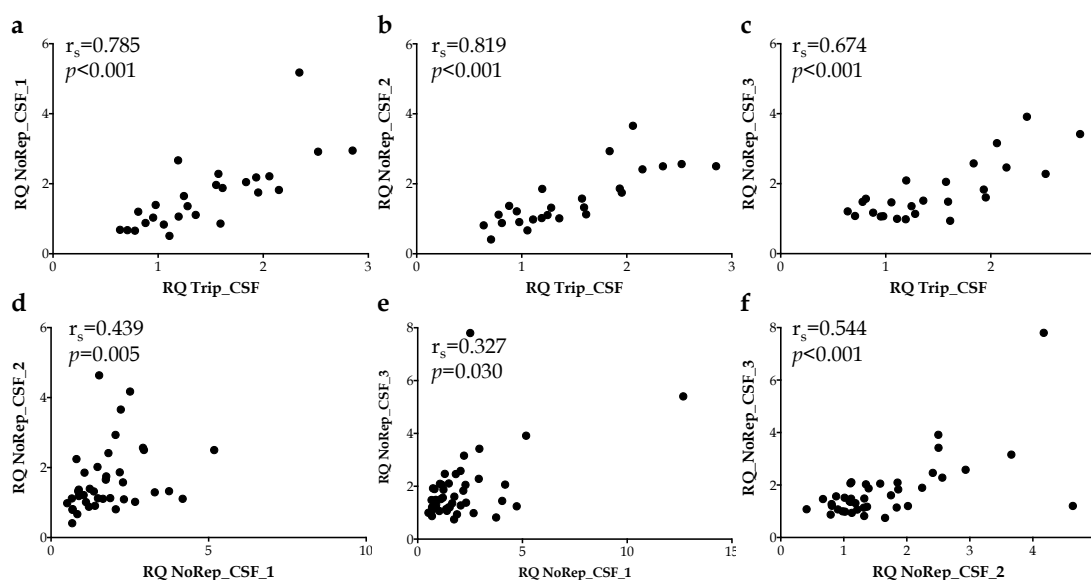 a
r_s=0.785
p<0.001
RQ NoRep_CSF_1
6
4
2
0
0 1 2 3
RQ Trip_CSF
b
r_s=0.819
p<0.001
RQ NoRep_CSF_2
6
4
2
0
0 1 2 3
RQ Trip_CSF
c
r_s=0.674
p<0.001
RQ NoRep_CSF_3
6
4
2
0
0 1 2
RQ Trip_CSF
d
r_s=0.439
p=0.005
RQ NoRep_CSF_2
6
4
2
0
0 5 10
RQ NoRep_CSF_1
e
r_s=0.327
p=0.030
RQ NoRep_CSF_3
8
6
4
2
0
0 5 10 15
RQ NoRep_CSF_1
f
r_s=0.544
p<0.001
RQ_NoRep_CSF_3
8
6
4
2
0
0 1 2 3 4 5
RQ NoRep_CSF_2